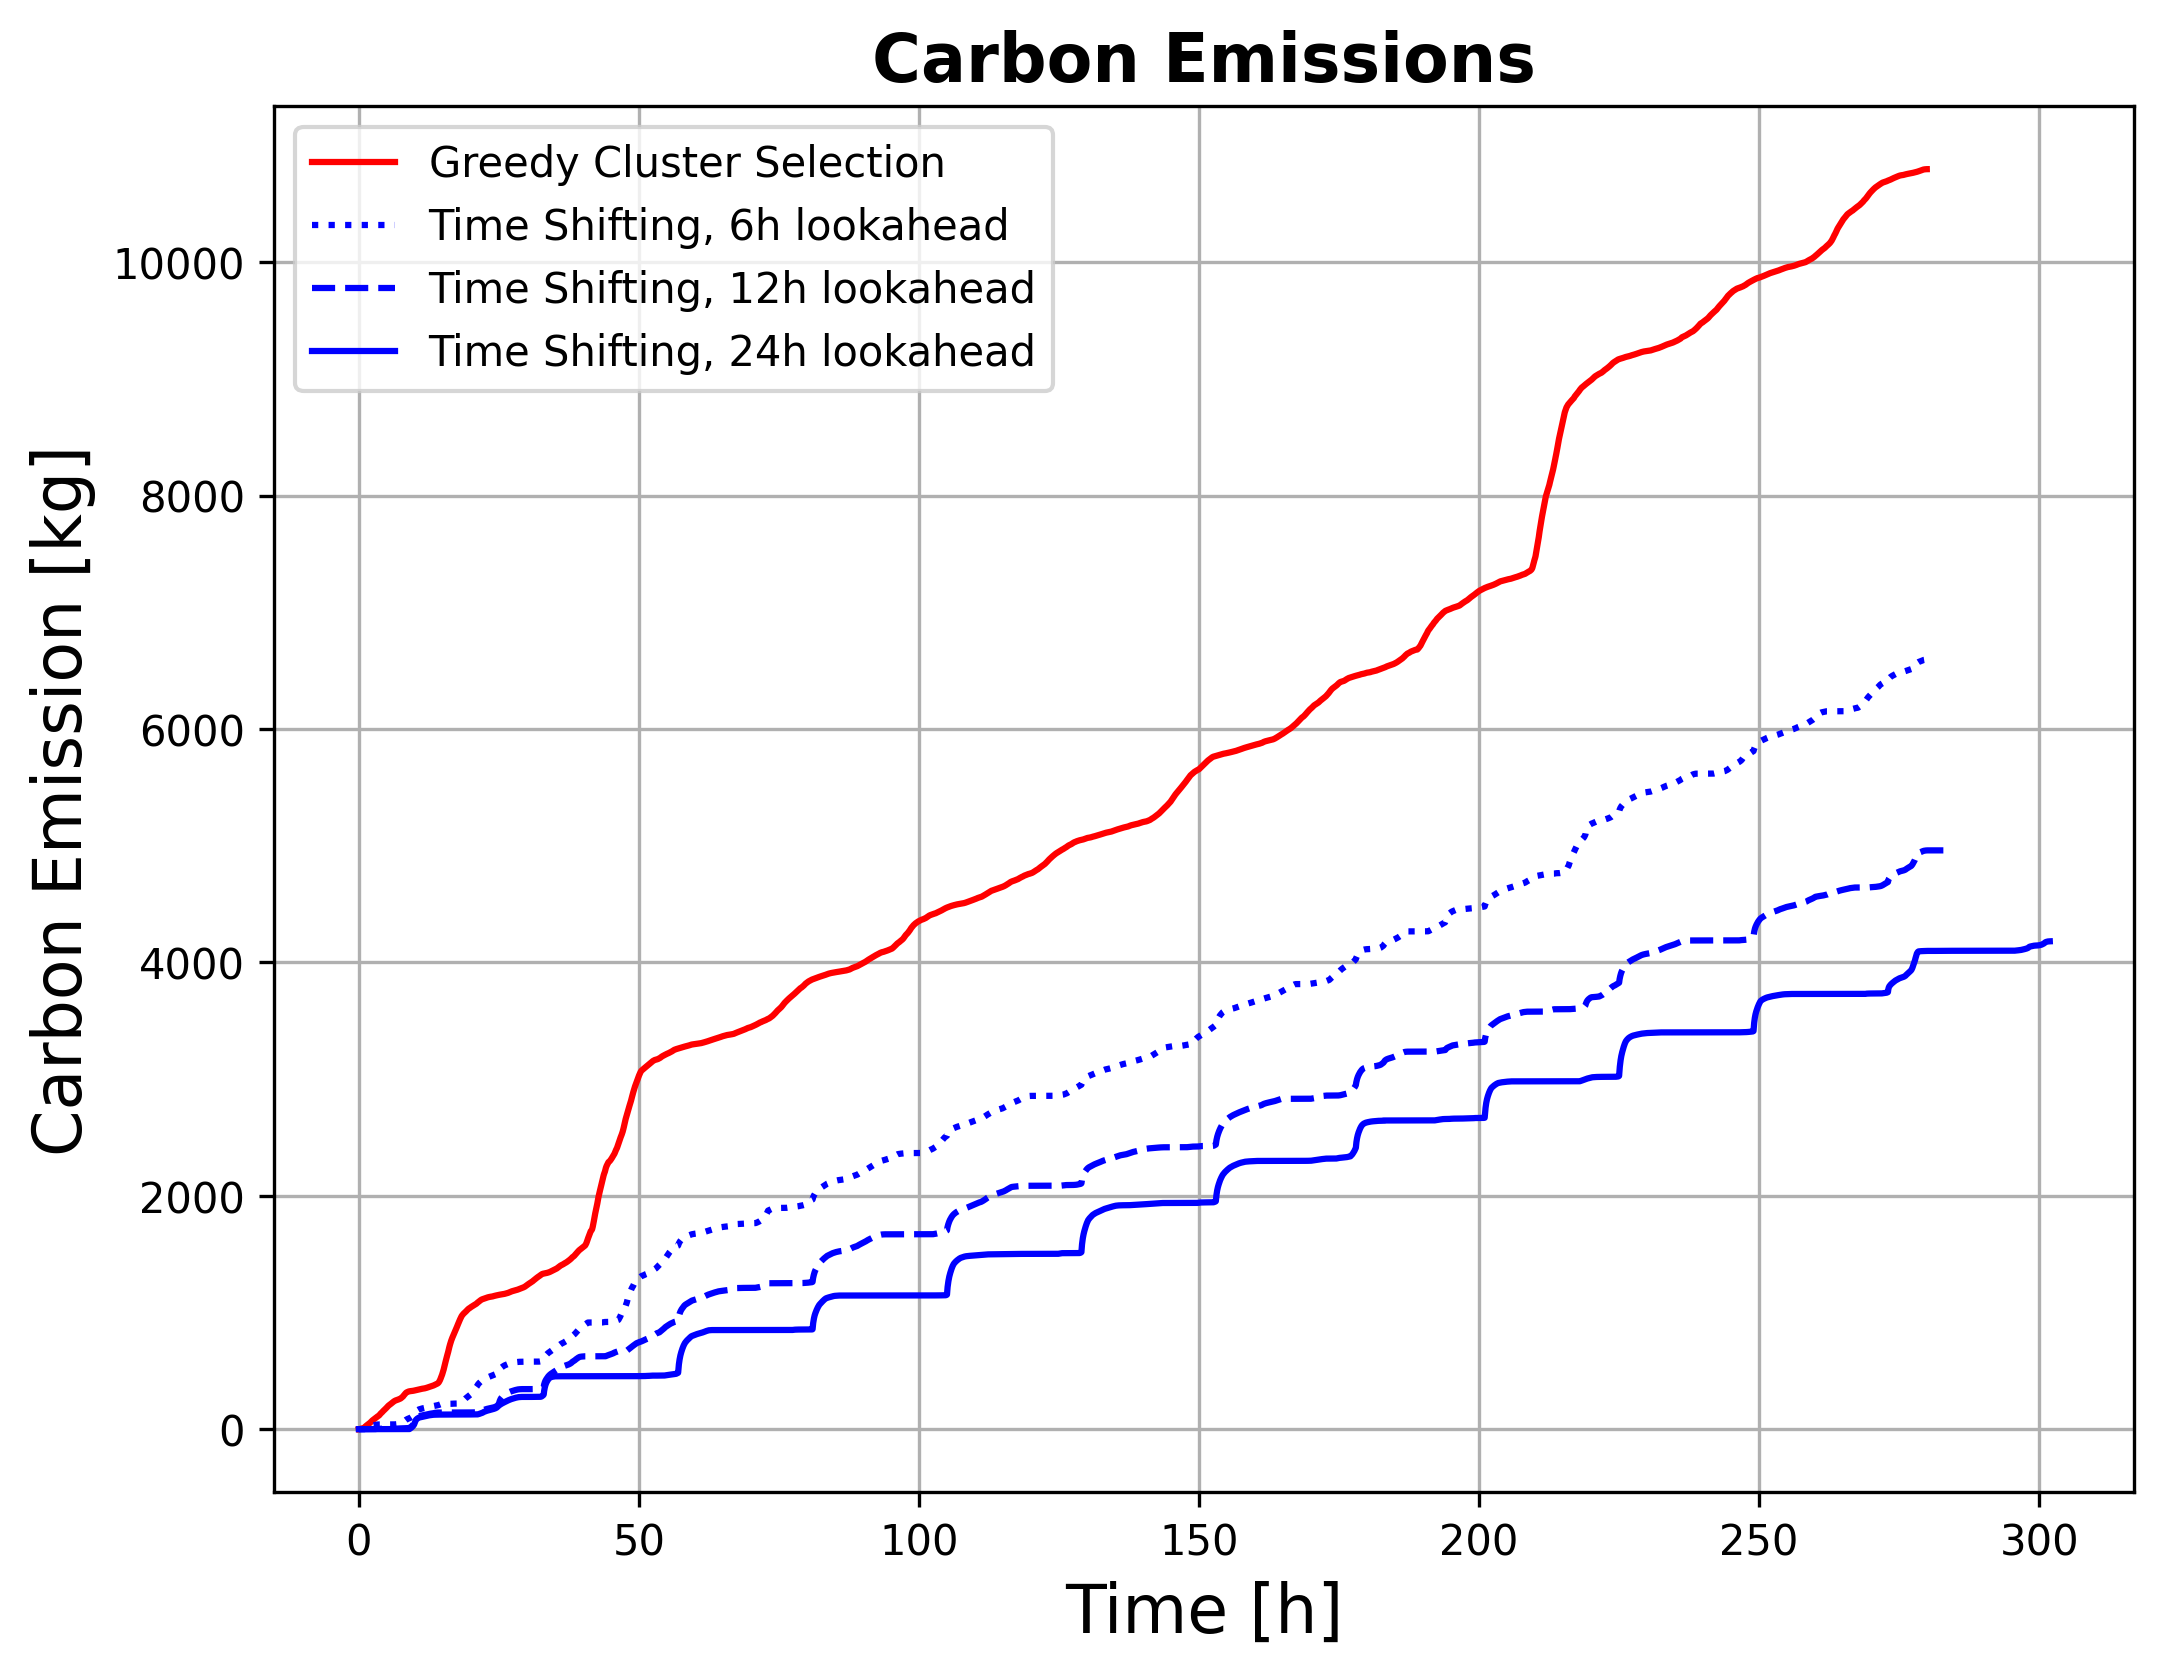 Carbon Emissions
Greedy Cluster Selection
Time Shifting, 6h lookahead
Time Shifting, 12h lookahead
Time Shifting, 24h lookahead
Carbon Emission [kg]
10000
8000
6000
4000
2000
0
0 50 100 150 200 250 300
Time [h]